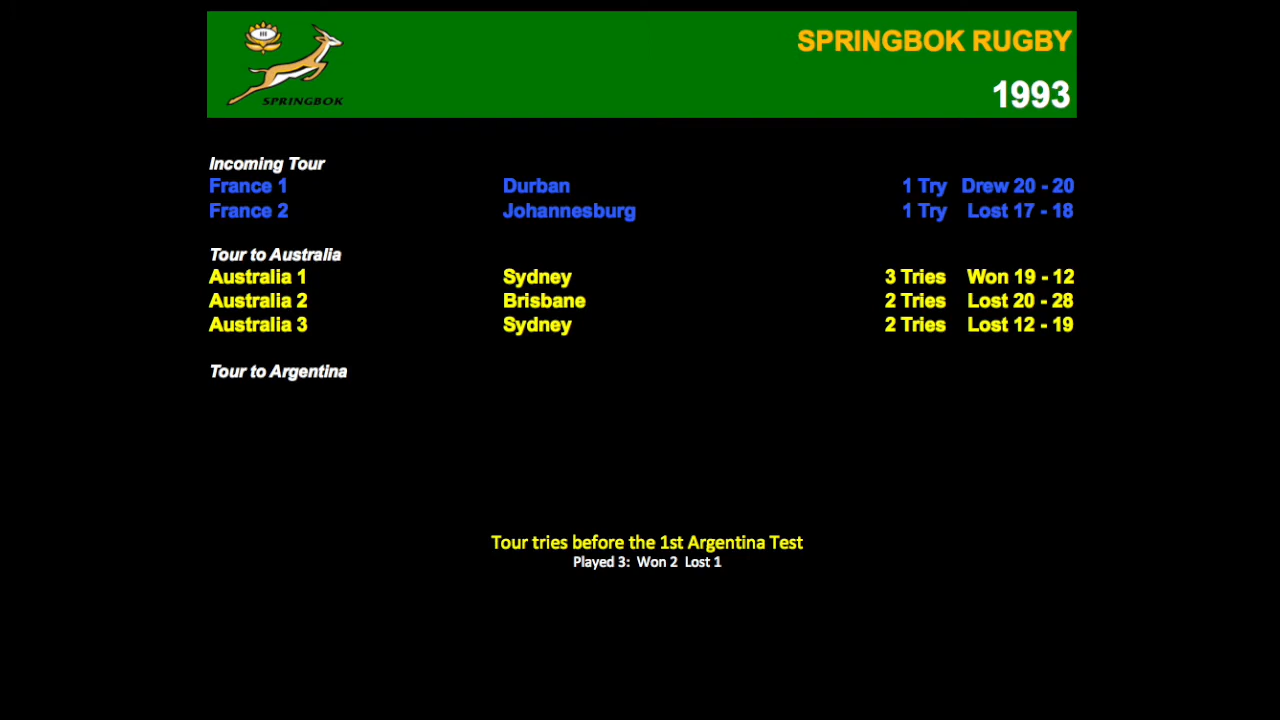 SPRINGBOK
SPRINGBOK RUGBY
1993
Incoming Tour
France 1 Durban 1 Try Drew 20 - 20
France 2 Johannesburg 1 Try Lost 17 - 18
Tour to Australia
Australia 1 Sydney 3 Tries Won 19 - 12
Australia 2 Brisbane 2 Tries Lost 20 - 28
Australia 3 Sydney 2 Tries Lost 12 - 19
Tour to Argentina
Tour tries before the 1st Argentina Test
Played 3: Won 2 Lost 1